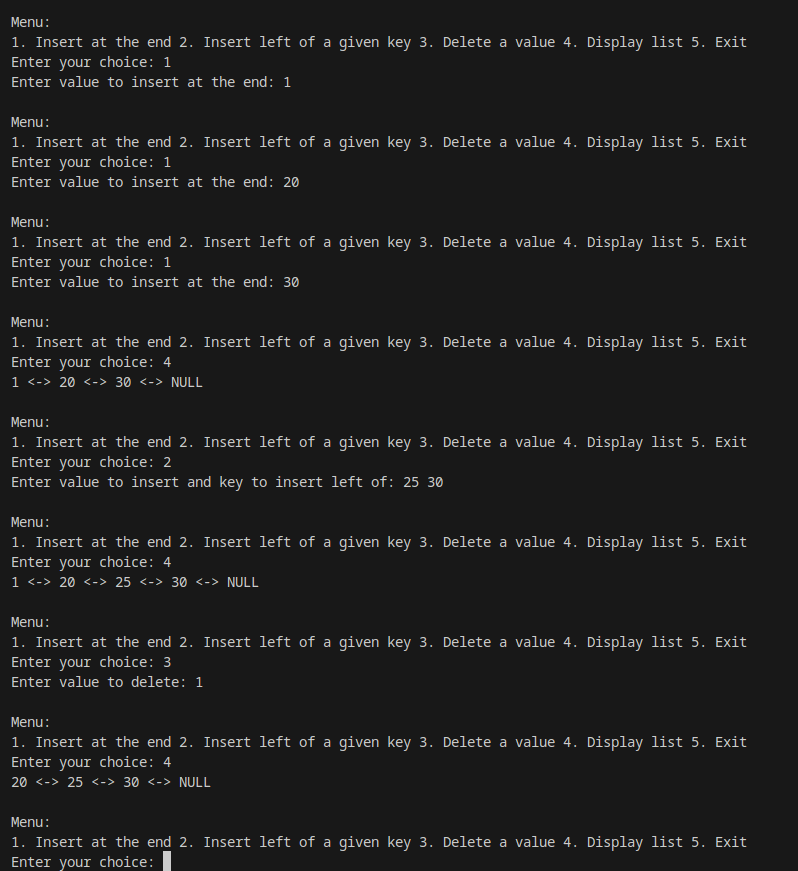 Menu:
1. Insert at the end 2. Insert left of a given key 3. Delete a value 4. Display list 5. Exit
Enter your choice: 1
Enter value to insert at the end: 1
Menu:
1. Insert at the end 2. Insert left of a given key 3. Delete a value 4. Display list 5. Exit
Enter your choice: 1
Enter value to insert at the end: 20
Menu:
1. Insert at the end 2. Insert left of a given key 3. Delete a value 4. Display list 5. Exit
Enter your choice: 1
Enter value to insert at the end: 30
Menu:
1. Insert at the end 2. Insert left of a given key 3. Delete a value 4. Display list 5. Exit
Enter your choice: 4
1 <-> 20 <-> 30 <-> NULL
Menu:
1. Insert at the end 2. Insert left of a given key 3. Delete a value 4. Display list 5. Exit
Enter your choice: 2
Enter value to insert and key to insert left of: 25 30
Menu:
1. Insert at the end 2. Insert left of a given key 3. Delete a value 4. Display list 5. Exit
Enter your choice: 4
1 <-> 20 <-> 25 <-> 30 <-> NULL
Menu:
1. Insert at the end 2. Insert left of a given key 3. Delete a value 4. Display list 5. Exit
Enter your choice: 3
Enter value to delete: 1
Menu:
1. Insert at the end 2. Insert left of a given key 3. Delete a value 4. Display list 5. Exit
Enter your choice: 4
20 <-> 25 <-> 30 <-> NULL
Menu:
1. Insert at the end 2. Insert left of a given key 3. Delete a value 4. Display list 5. Exit
Enter your choice: